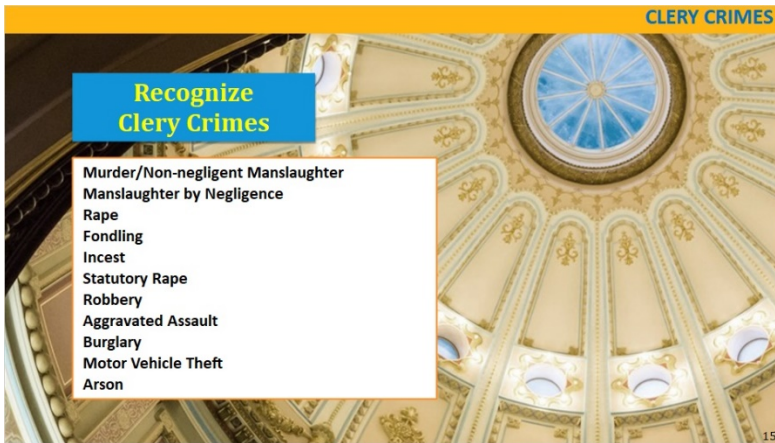 CLERY CRIMES
Recognize
Clery Crimes
Murder/Non-negligent Manslaughter
Manslaughter by Negligence
Rape
Fondling
Incest
Statutory Rape
Robbery
Aggravated Assault
Burglary
Motor Vehicle Theft
Arson
15